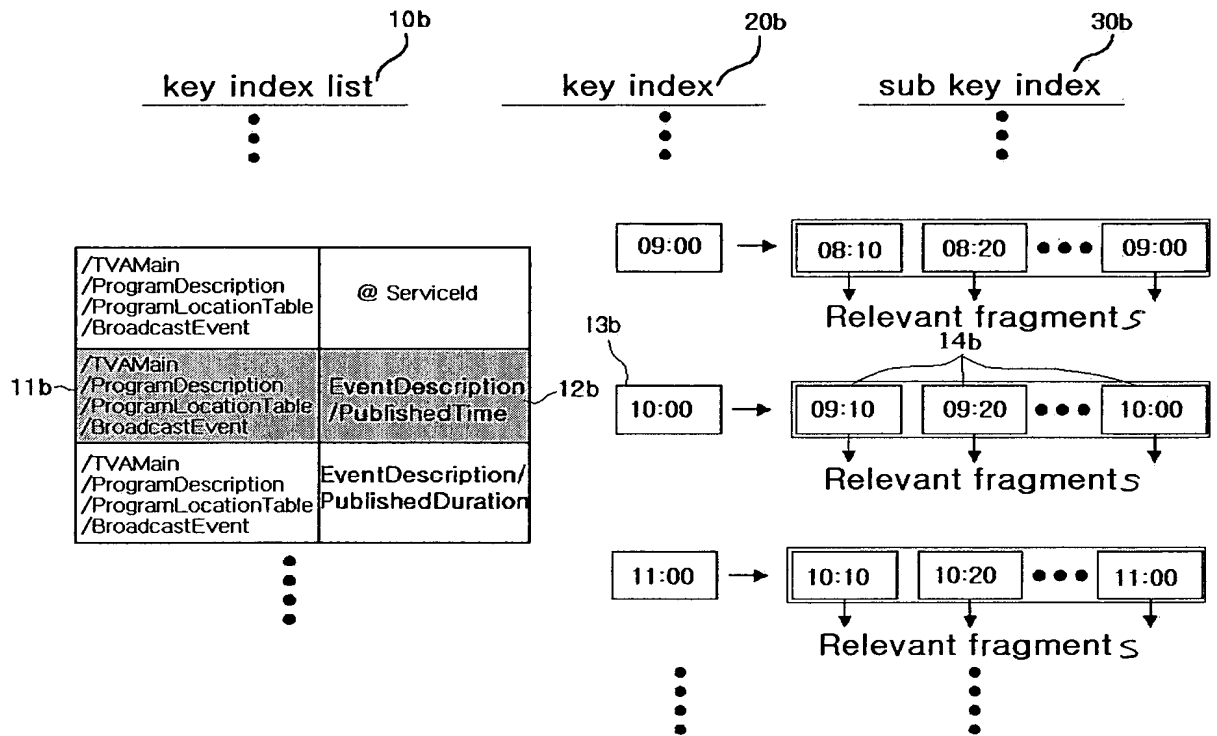 10b
20b
30b
key index list
key index
sub key index
/TVAMain
/ProgramDescription
/ProgramLocationTable
/BroadcastEvent
@ ServiceId
11b
/TVAMain
/ProgramDescription
/ProgramLocationTable
/BroadcastEvent
EventDescription
/PublishedTime
12b
/TVAMain
/ProgramDescription
/ProgramLocationTable
/BroadcastEvent
EventDescription/
PublishedDuration
09:00
08:10
08:20
09:00
Relevant fragments
13b
14b
10:00
09:10
09:20
10:00
Relevant fragments
11:00
10:10
10:20
11:00
Relevant fragments